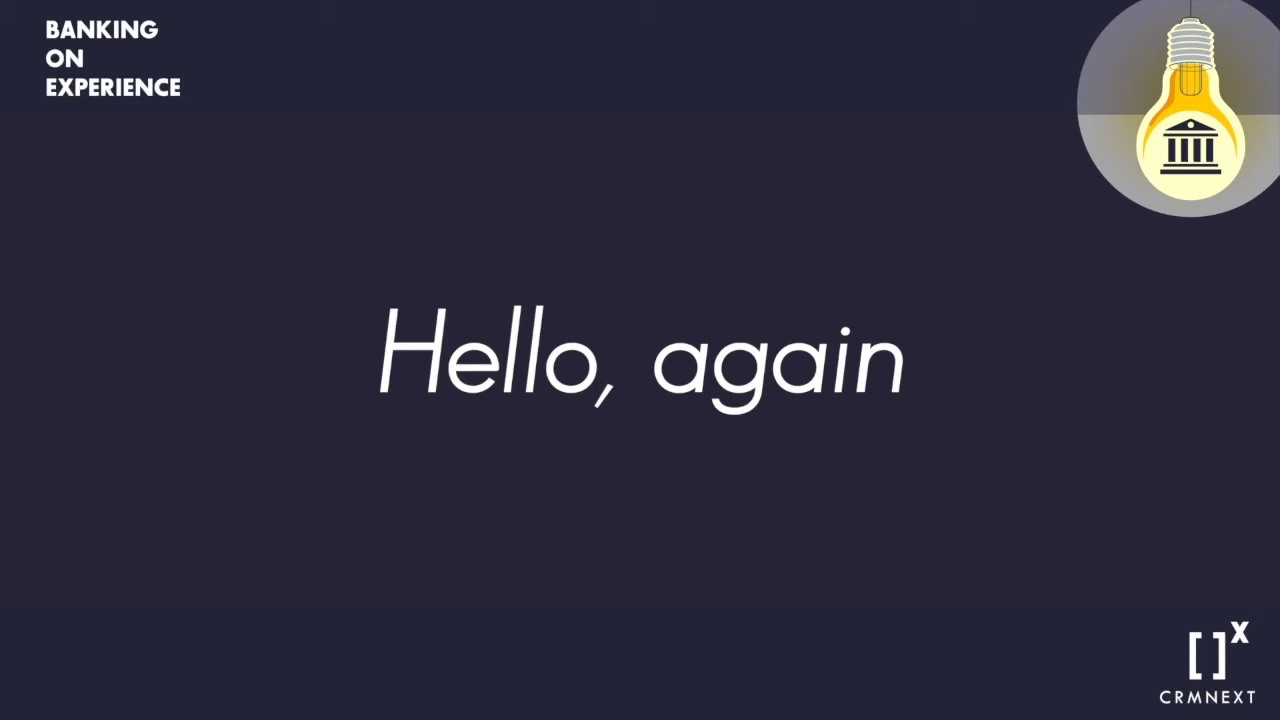 BANKING
ON
EXPERIENCE
Hello, again
[ ]X
CRMNEXT